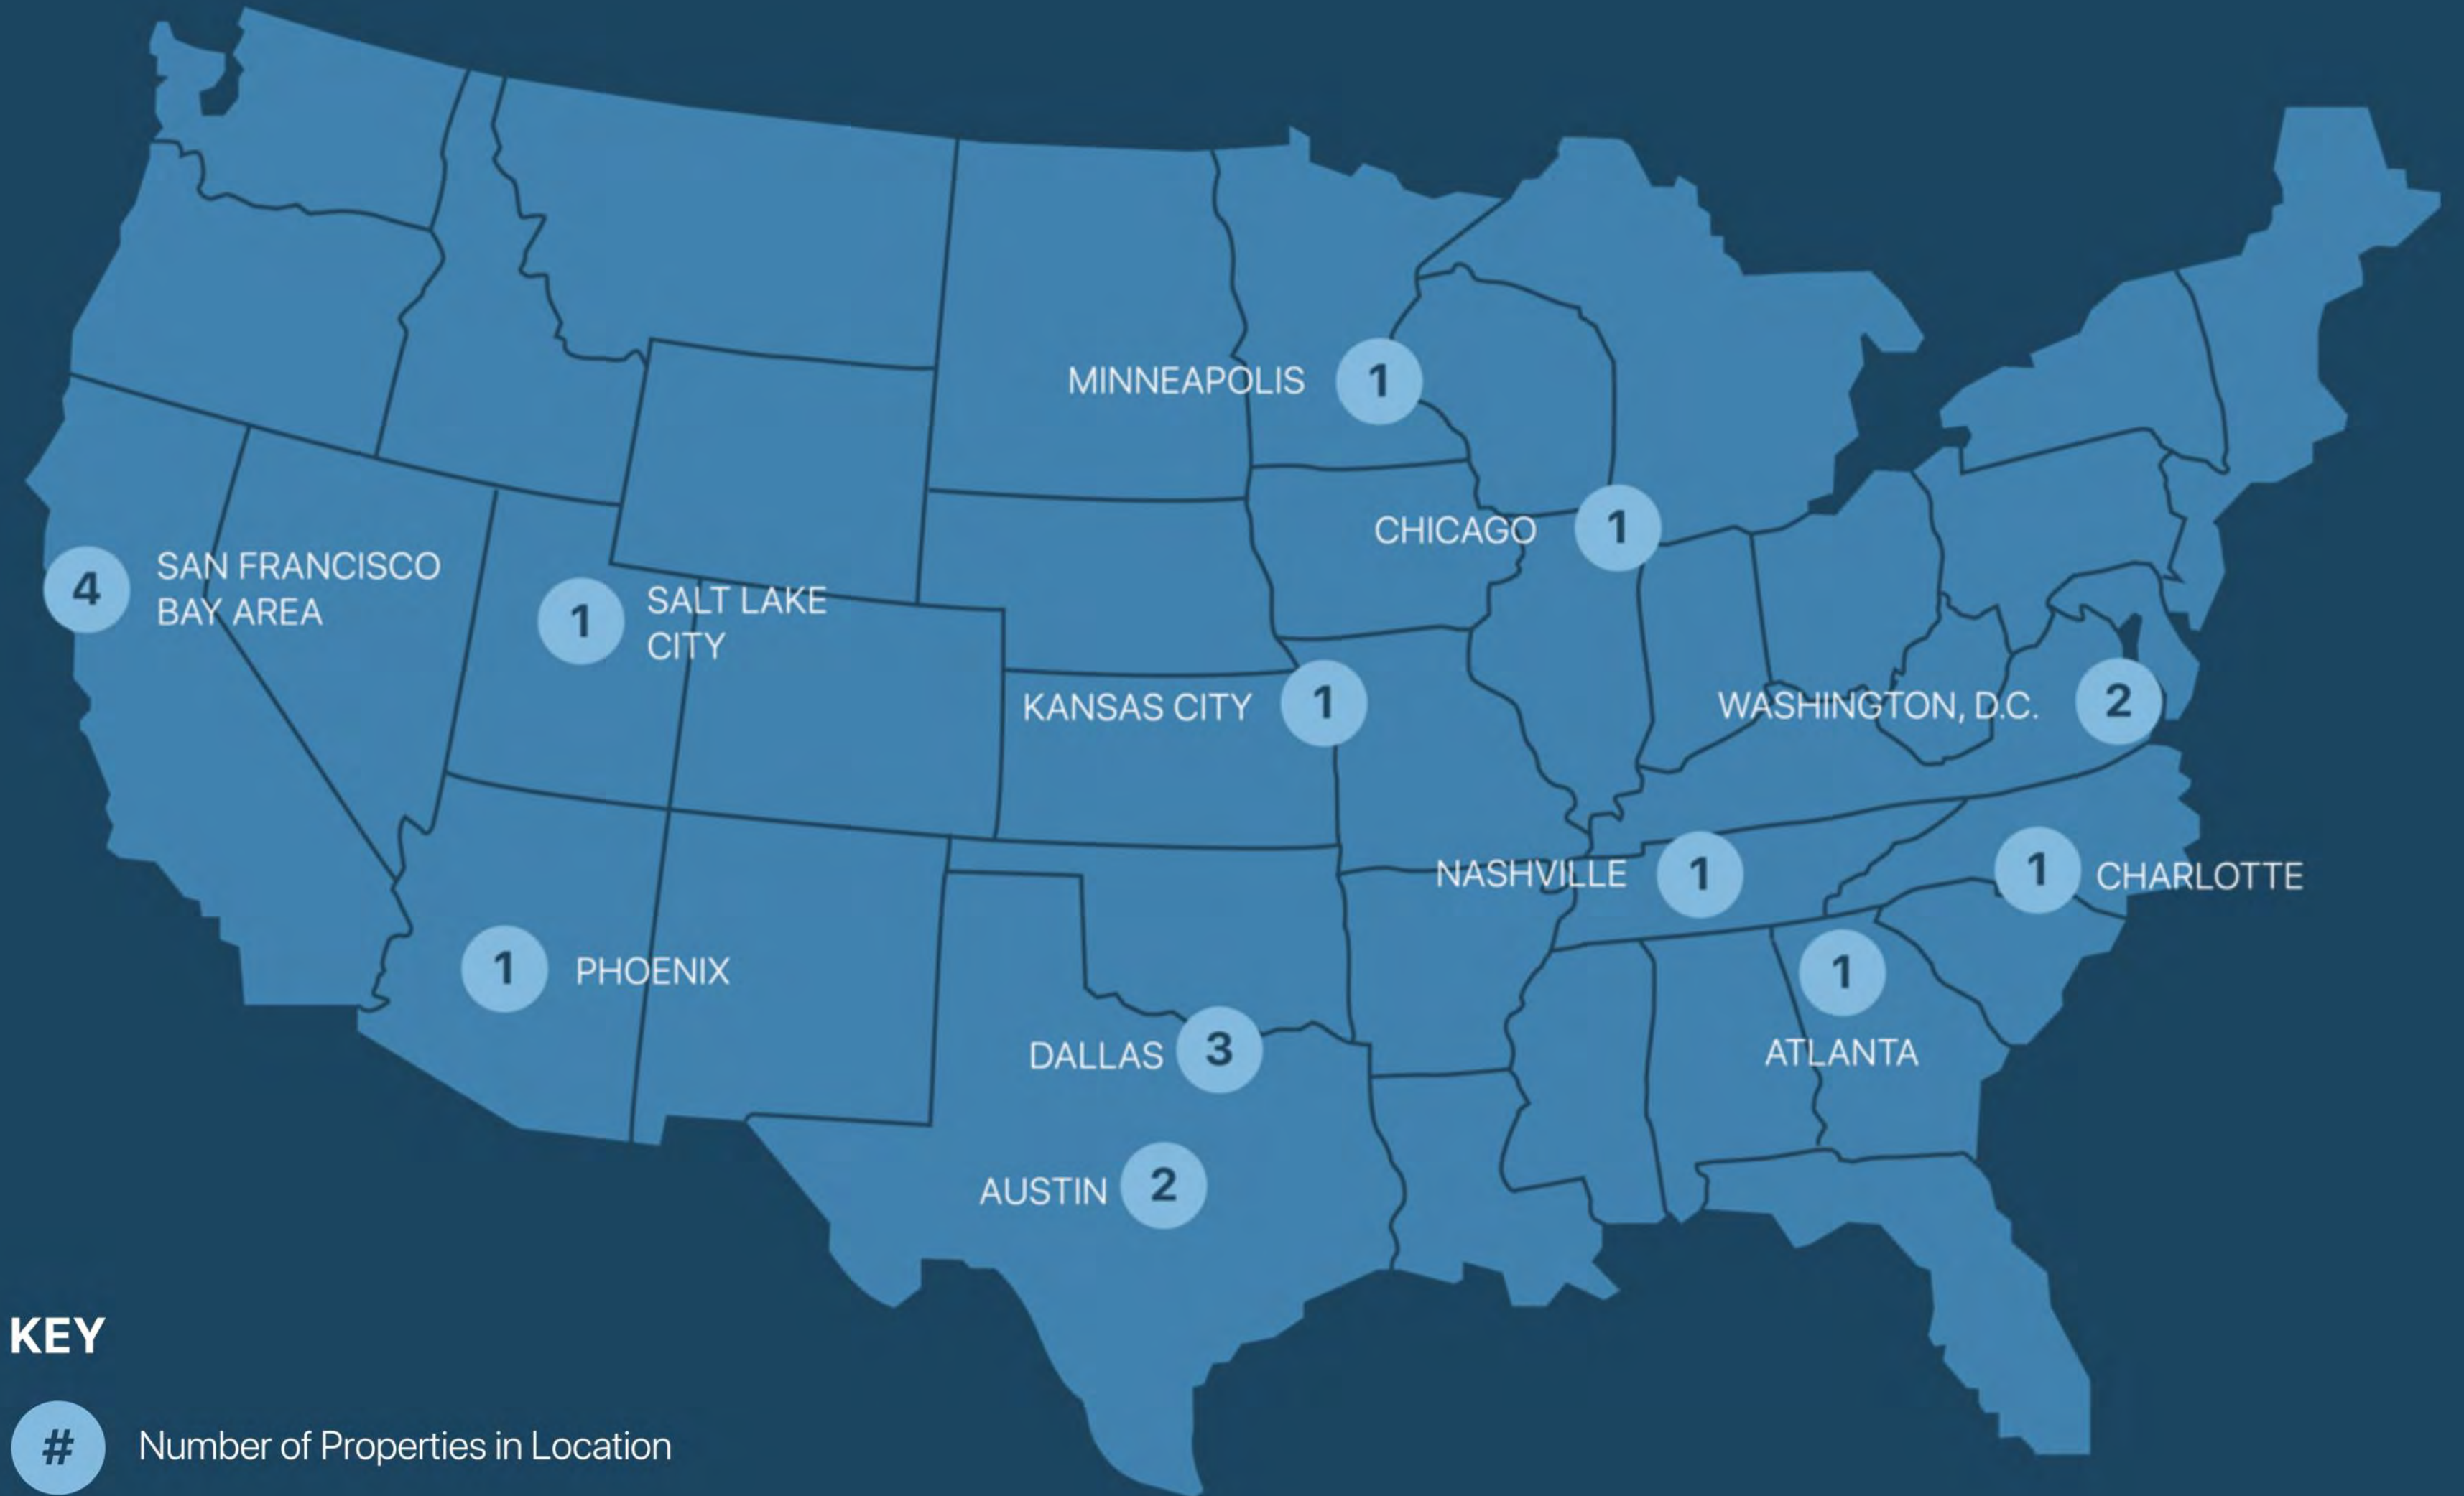 MINNEAPOLIS 1
CHICAGO 1
4 SAN FRANCISCO
BAY AREA
1 SALT LAKE
CITY
KANSAS CITY 1
WASHINGTON, D.C. 2
NASHVILLE 1
1 CHARLOTTE
1 PHOENIX
1
ATLANTA
DALLAS 3
AUSTIN 2
KEY
# Number of Properties in Location